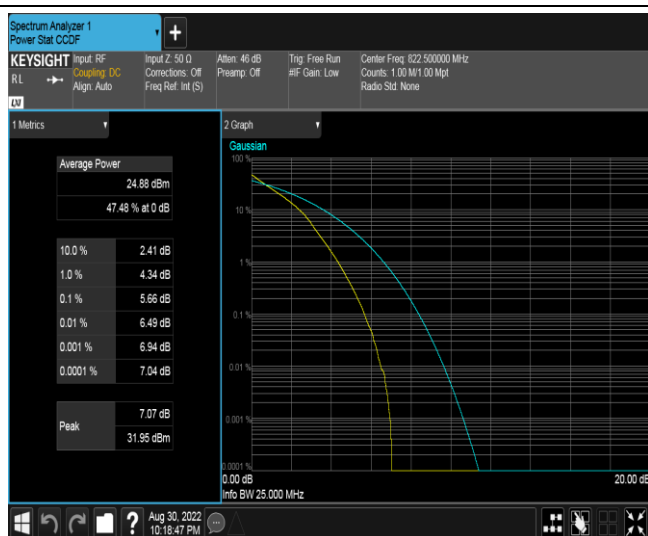 Spectrum Analyzer 1
Power Stat CCDF
+
KEYSIGHT
RL
LXI
Input: RF
Coupling: DC
Align: Auto
Input Z: 50 Ω
Corrections: Off
Freq Ref: Int (S)
Atten: 46 dB
Preamp: Off
Trig: Free Run
#IF Gain: Low
Center Freq: 822.500000 MHz
Counts: 1.00 M/1.00 Mpt
Radio Std: None
1 Metrics
Average Power
24.88 dBm
47.48 % at 0 dB
10.0 % 2.41 dB
1.0 % 4.34 dB
0.1 % 5.66 dB
0.01 % 6.49 dB
0.001 % 6.94 dB
0.0001 % 7.04 dB
Peak
7.07 dB
31.95 dBm
2 Graph
Gaussian
100 %
10 %
1 %
0.1 %
0.01 %
0.001 %
0.0001 %
0.00 dB
20.00 dB
Info BW 25.000 MHz
?
Aug 30, 2022
10:18:47 PM